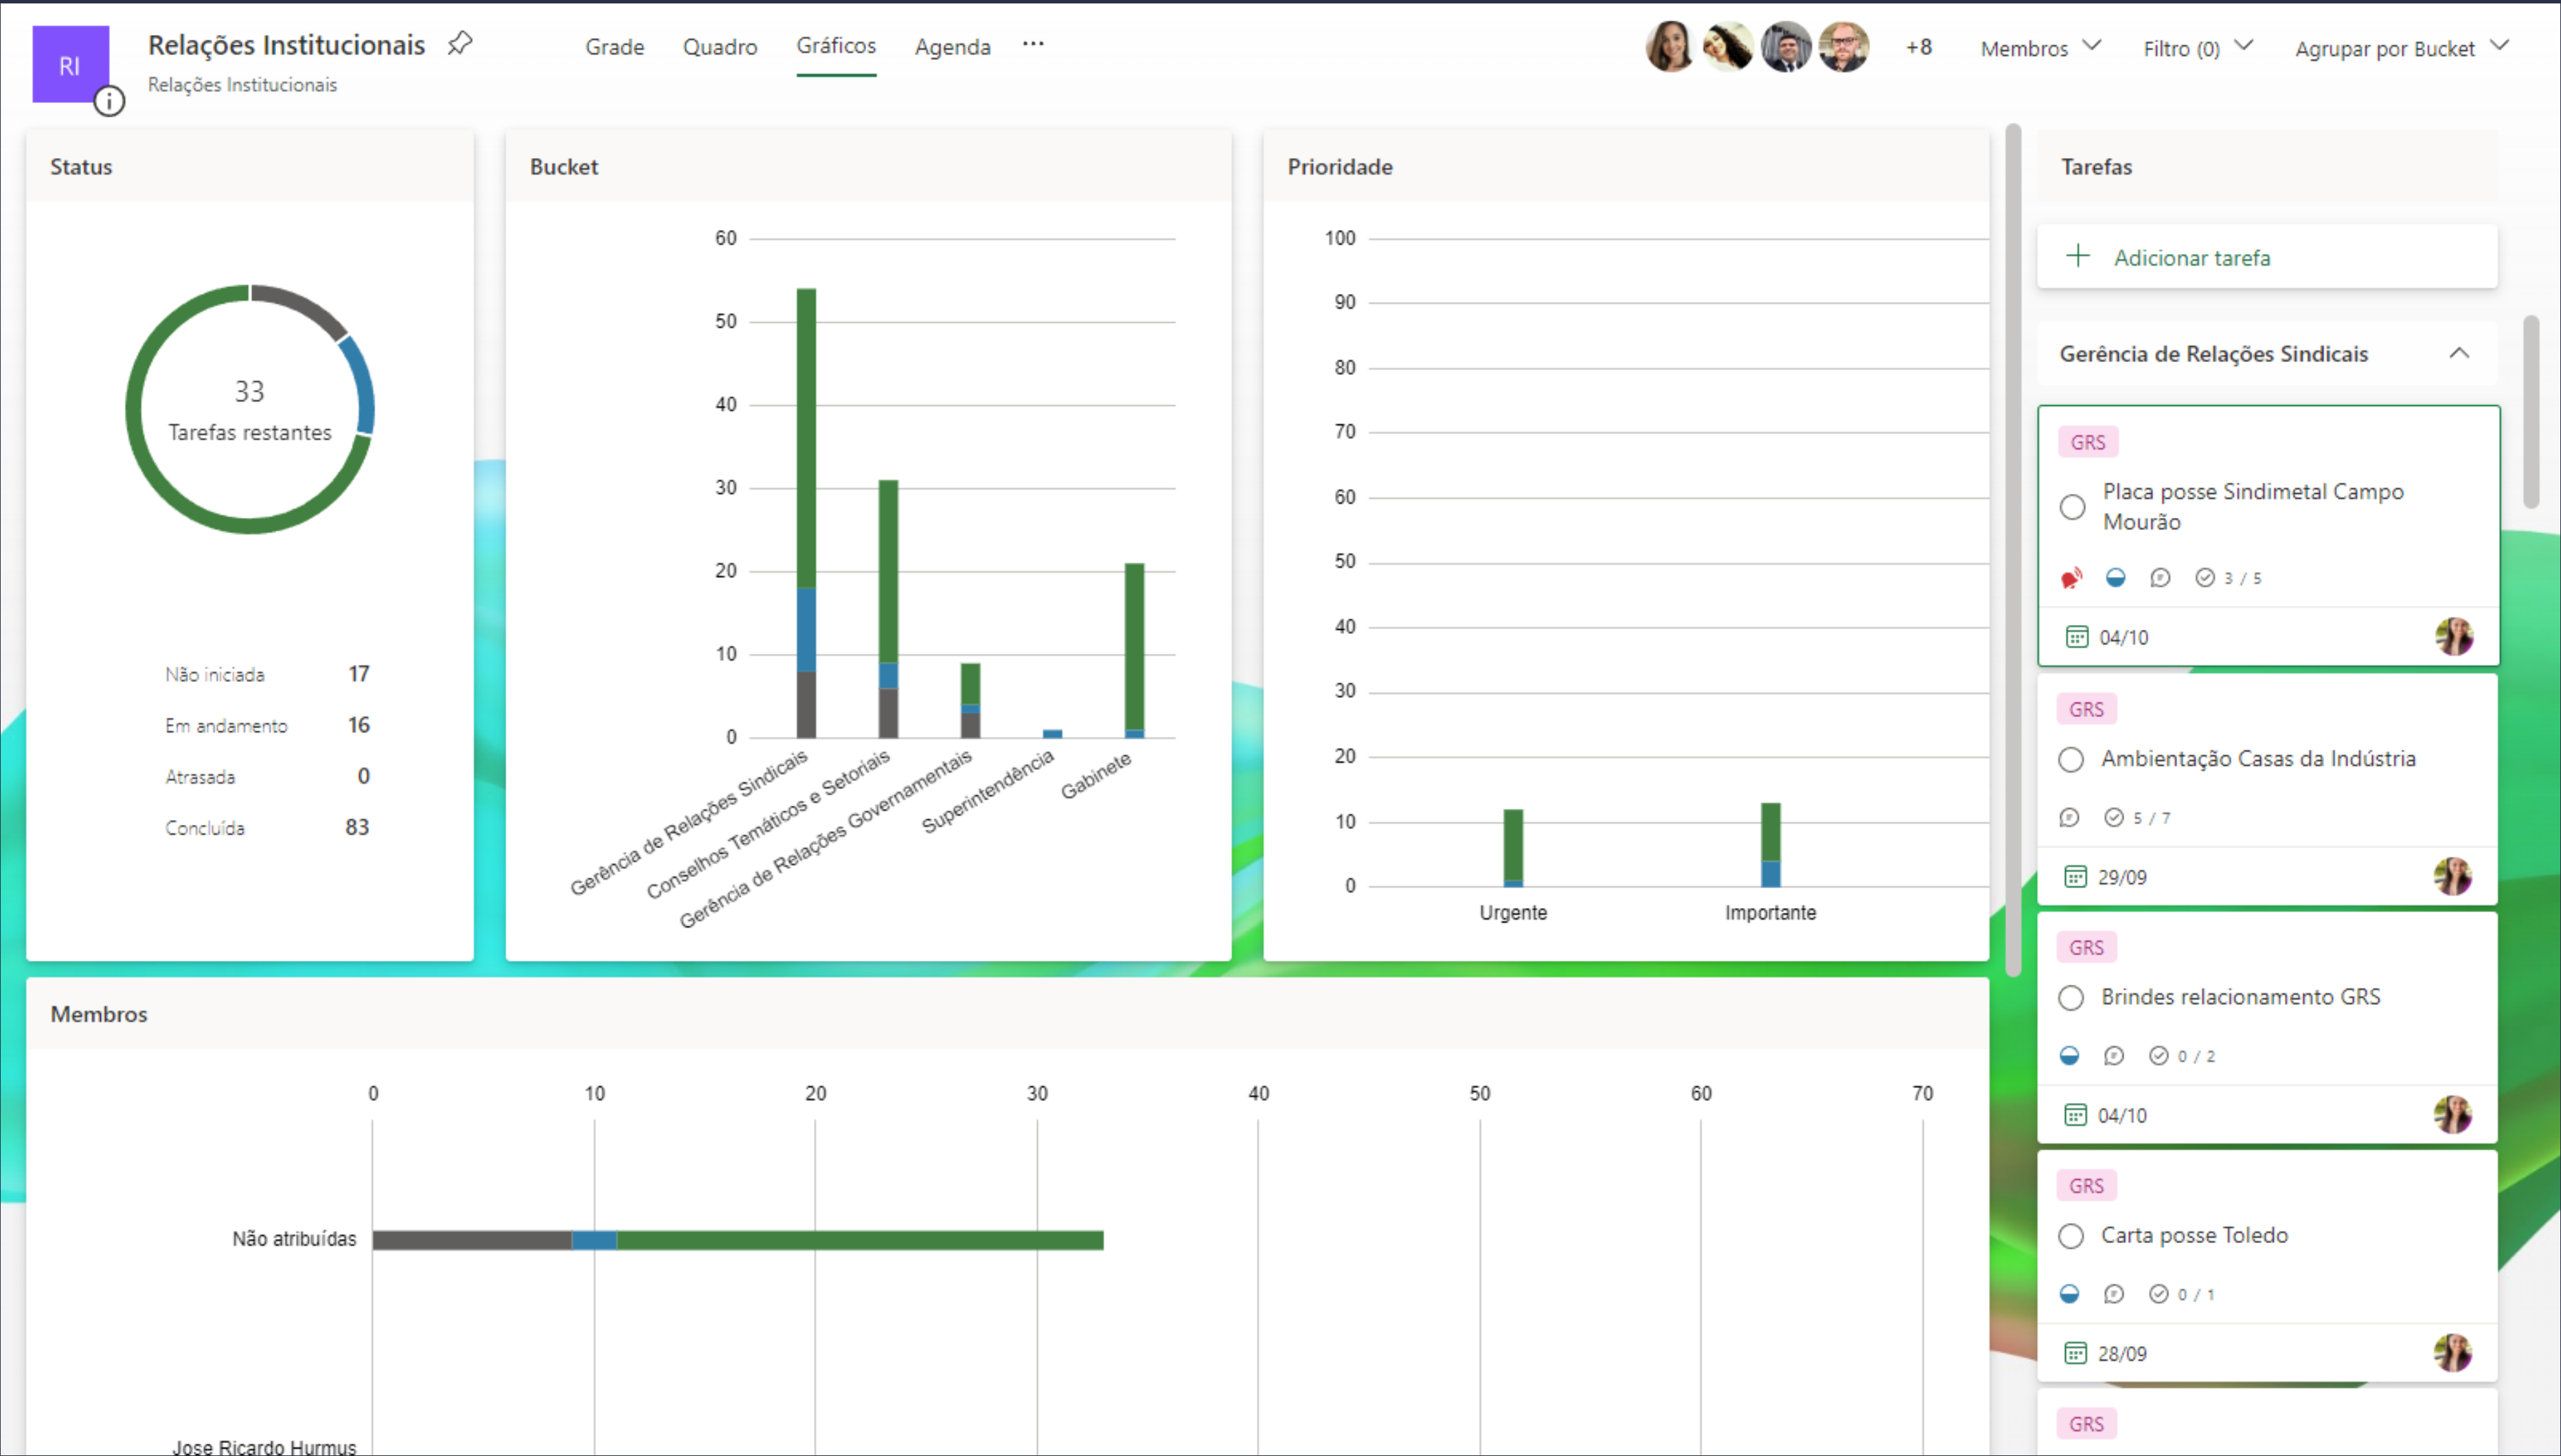 RI
Relações Institucionais
Relações Institucionais
Grade
Quadro
Gráficos
Agenda
...
+8
Membros
Filtro (0)
Agrupar por Bucket
Status
33
Tarefas restantes
Não iniciada 17
Em andamento 16
Atrasada 0
Concluída 83
Bucket
60
50
40
30
20
10
0
Gerência de Relações Sindicais
Conselhos Temáticos e Setoriais
Gerência de Relações Governamentais
Superintendência
Gabinete
Prioridade
100
90
80
70
60
50
40
30
20
10
0
Urgente
Importante
Membros
0 10 20 30 40 50 60 70
Não atribuídas
Jose Ricardo Hurmus
Tarefas
Adicionar tarefa
Gerência de Relações Sindicais
GRS
Placa posse Sindimetal Campo
Mourão
3 / 5
04/10
GRS
Ambientação Casas da Indústria
5 / 7
29/09
GRS
Brindes relacionamento GRS
0 / 2
04/10
GRS
Carta posse Toledo
0 / 1
28/09
GRS